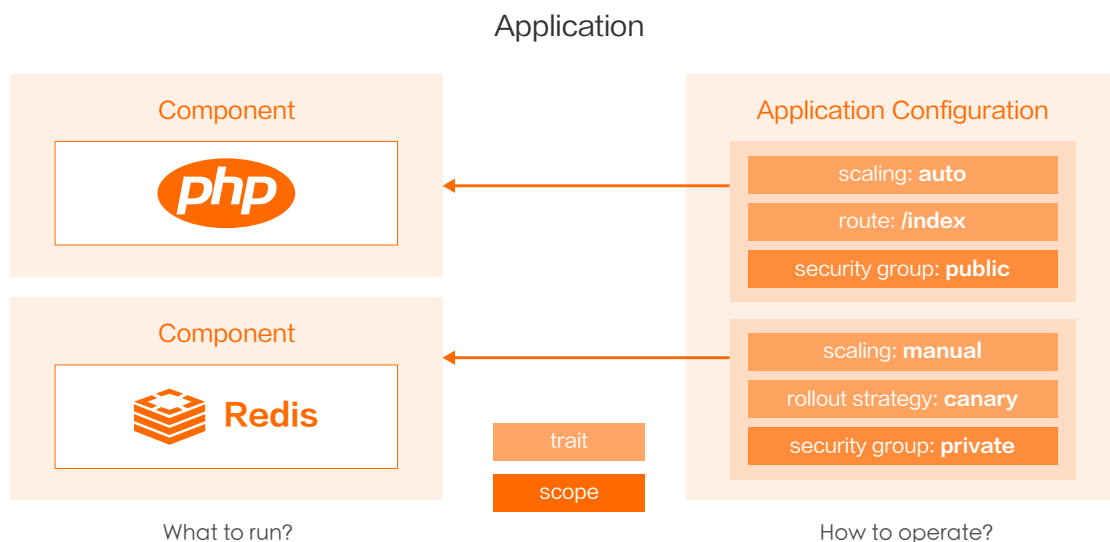 Application
Component
php
Component
Redis
trait
scope
What to run?
Application Configuration
scaling: auto
route: /index
security group: public
scaling: manual
rollout strategy: canary
security group: private
How to operate?